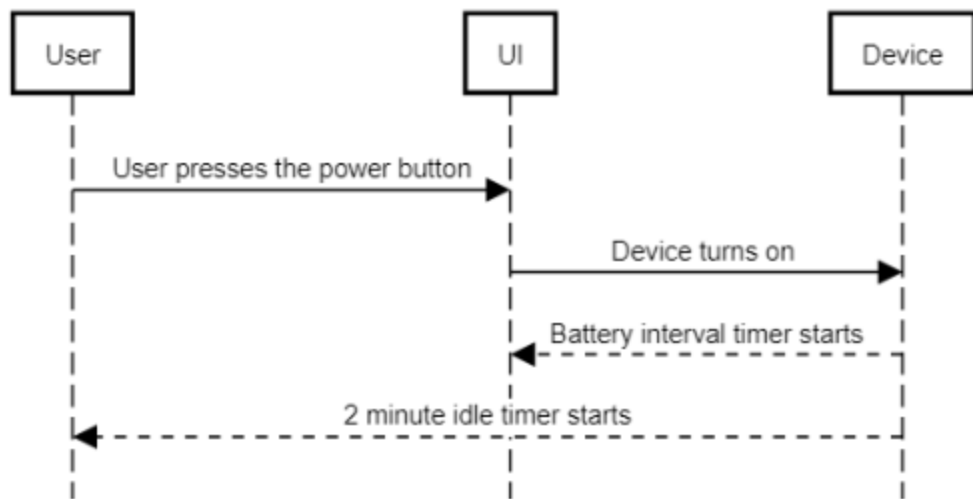 User
UI
Device
User presses the power button
Device turns on
Battery interval timer starts
2 minute idle timer starts